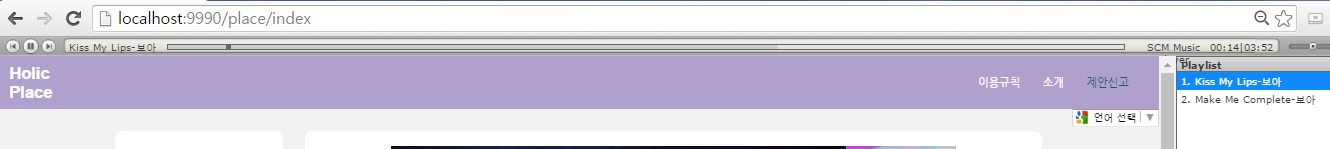 localhost:9990/place/index
Kiss My Lips-보아
SCM Music 00:14|03:52
Holic
Place
이용규칙 소개 제안신고
언어 선택
Playlist
1. Kiss My Lips-보아
2. Make Me Complete-보아